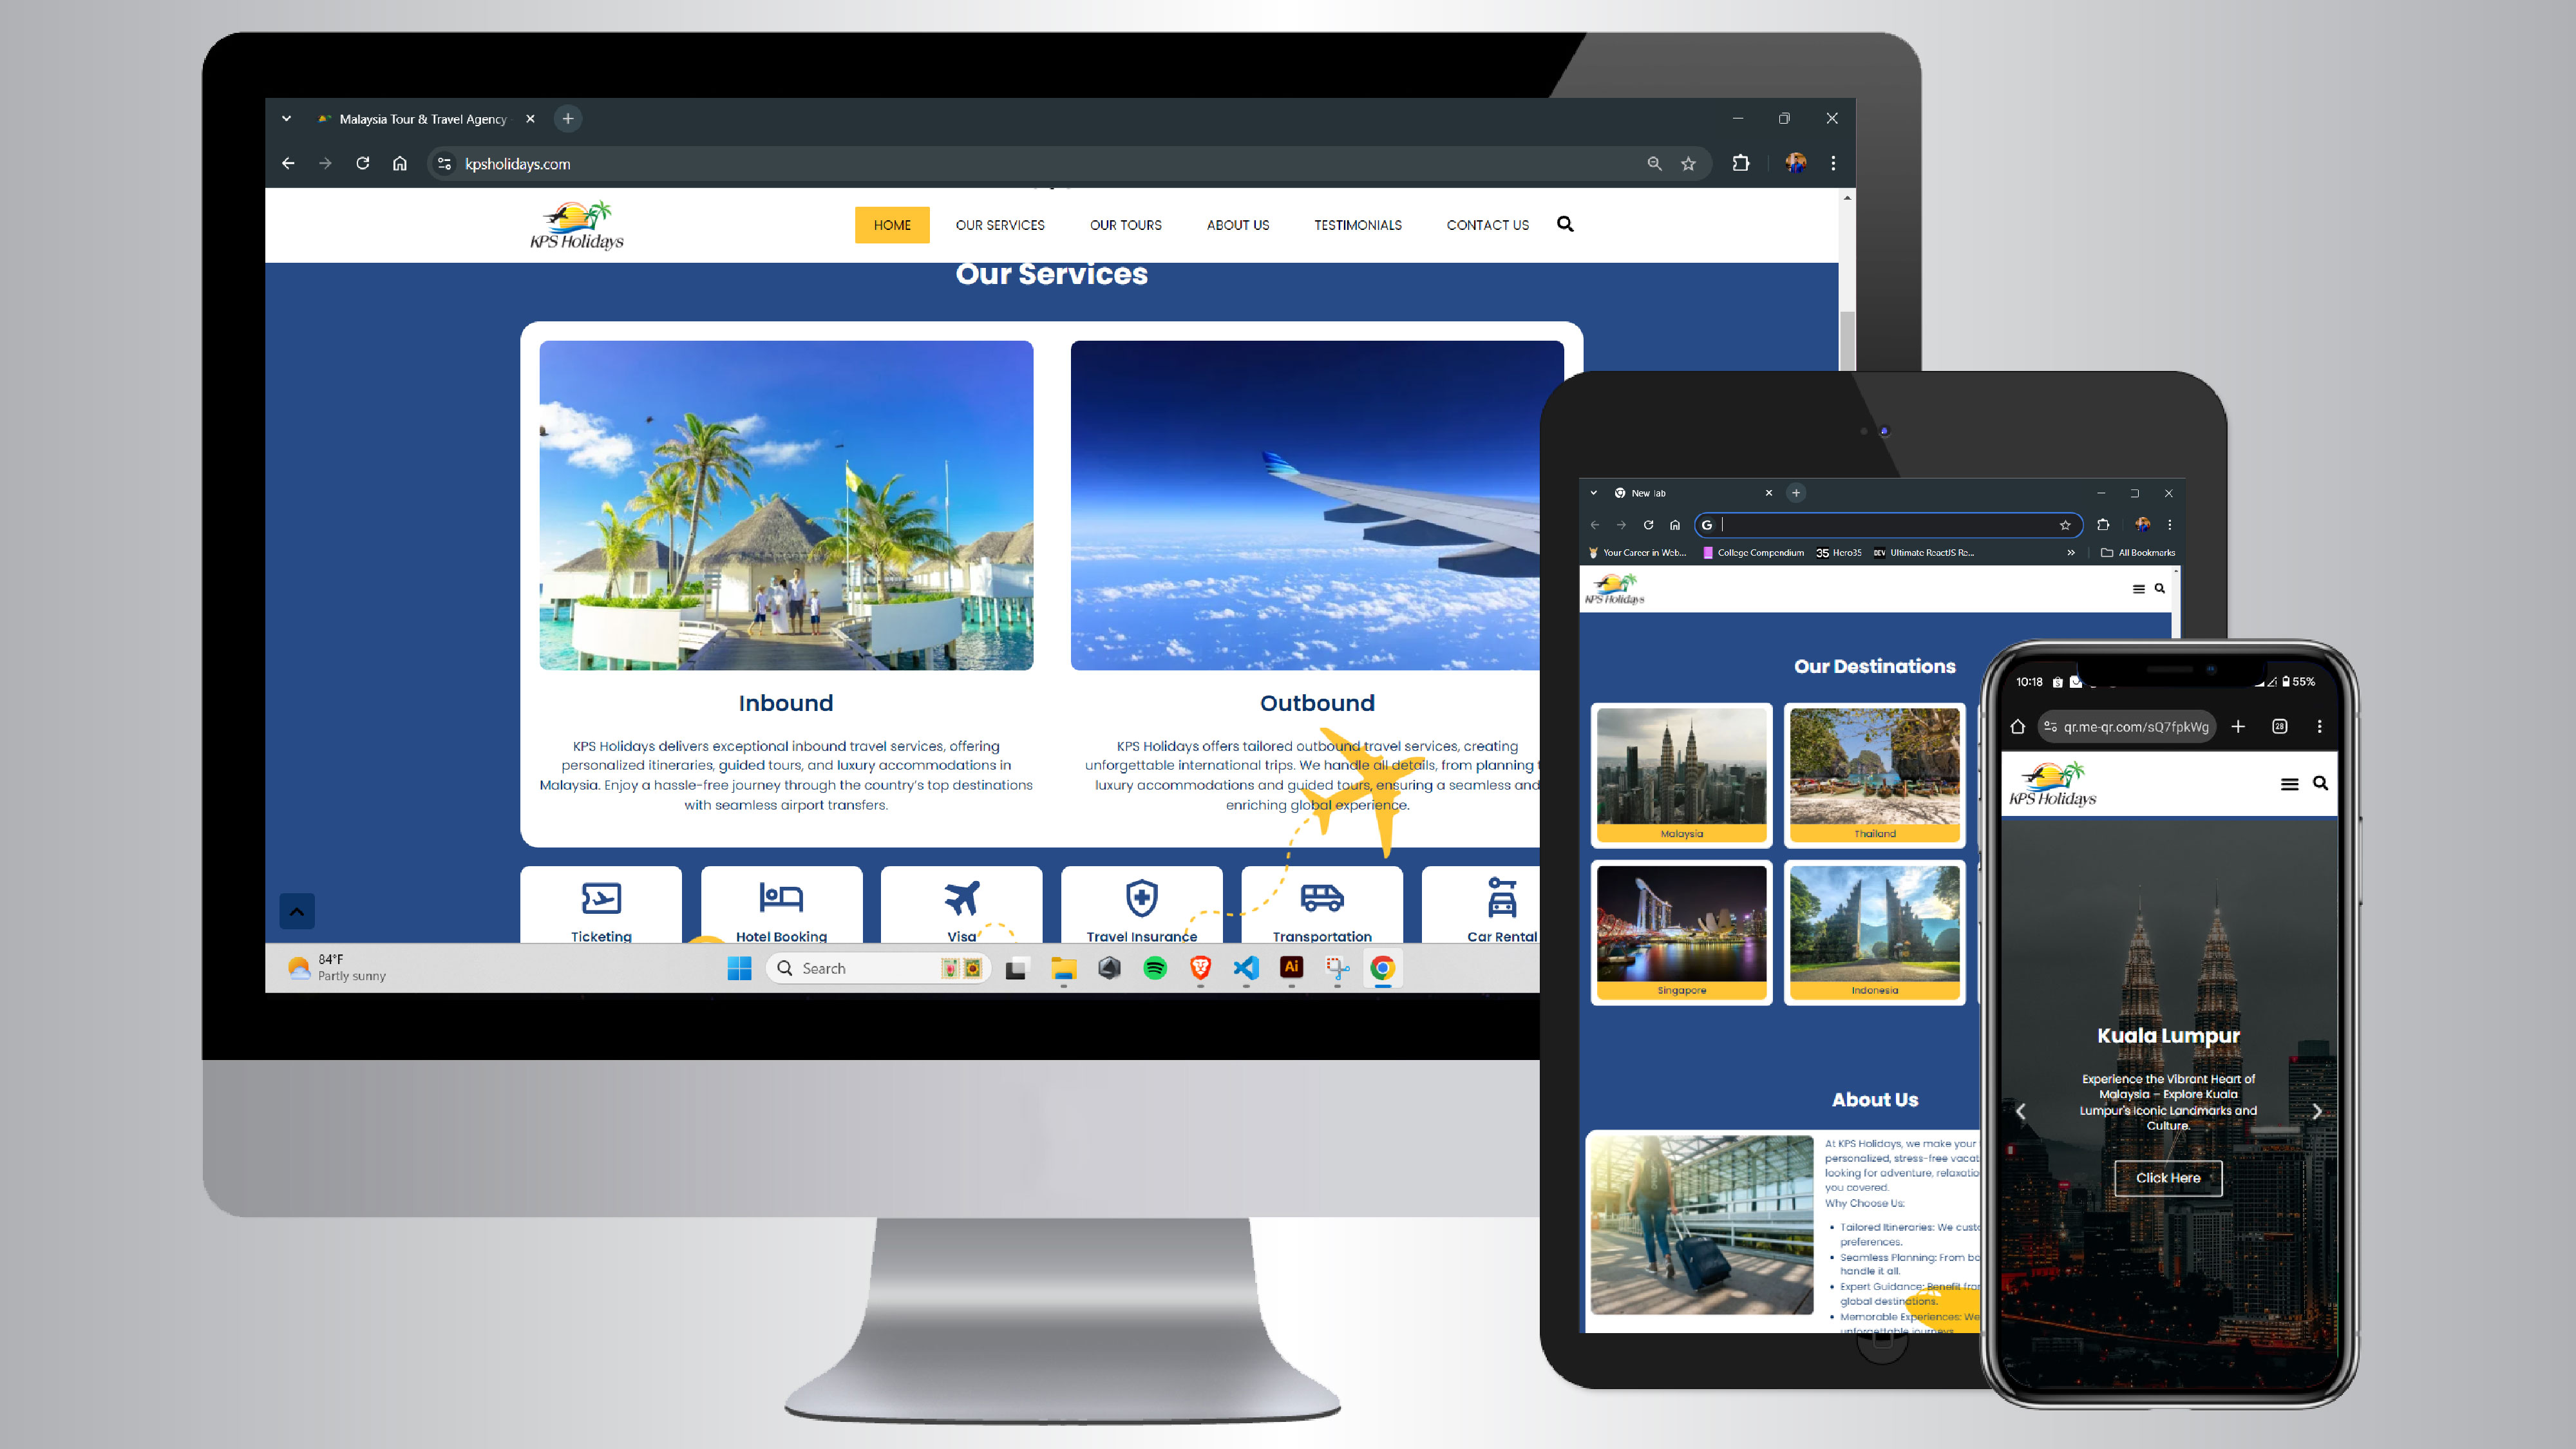 Malaysia Tour & Travel Agency
kpsholidays.com
KPS Holidays
HOME
OUR SERVICES
OUR TOURS
ABOUT US
TESTIMONIALS
CONTACT US
Our Services
Inbound
KPS Holidays delivers exceptional inbound travel services, offering
personalized itineraries, guided tours, and luxury accommodations in
Malaysia. Enjoy a hassle-free journey through the country's top destinations
with seamless airport transfers.
Outbound
KPS Holidays offers tailored outbound travel services, creating
unforgettable international trips. We handle all details, from planning
luxury accommodations and guided tours, ensuring a seamless and
enriching global experience.
Ticketing
Hotel Booking
Visa
Travel Insurance
Transportation
Car Rental
84°F
Partly sunny
Search
Ai
New Tab
G
Your Career in Web...
College Compendium
35 Hero35
DEV Ultimate ReactJS Re...
»
All Bookmarks
KPS Holidays
Our Destinations
Malaysia
Thailand
Singapore
Indonesia
About Us
At KPS Holidays, we make your
personalized, stress-free vacat
looking for adventure, relaxatio
you covered.
Why Choose Us:
• Tailored Itineraries: We custo
preferences.
• Seamless Planning: From bo
handle it all.
• Expert Guidance: Benefit fror
global destinations.
• Memorable Experiences: We
unforgettable journeys
10:18
55%
qr.me-qr.com/sQ7fpkWg
28
KPS Holidays
Kuala Lumpur
Experience the Vibrant Heart of
Malaysia – Explore Kuala
Lumpur's Iconic Landmarks and
Culture.
Click Here